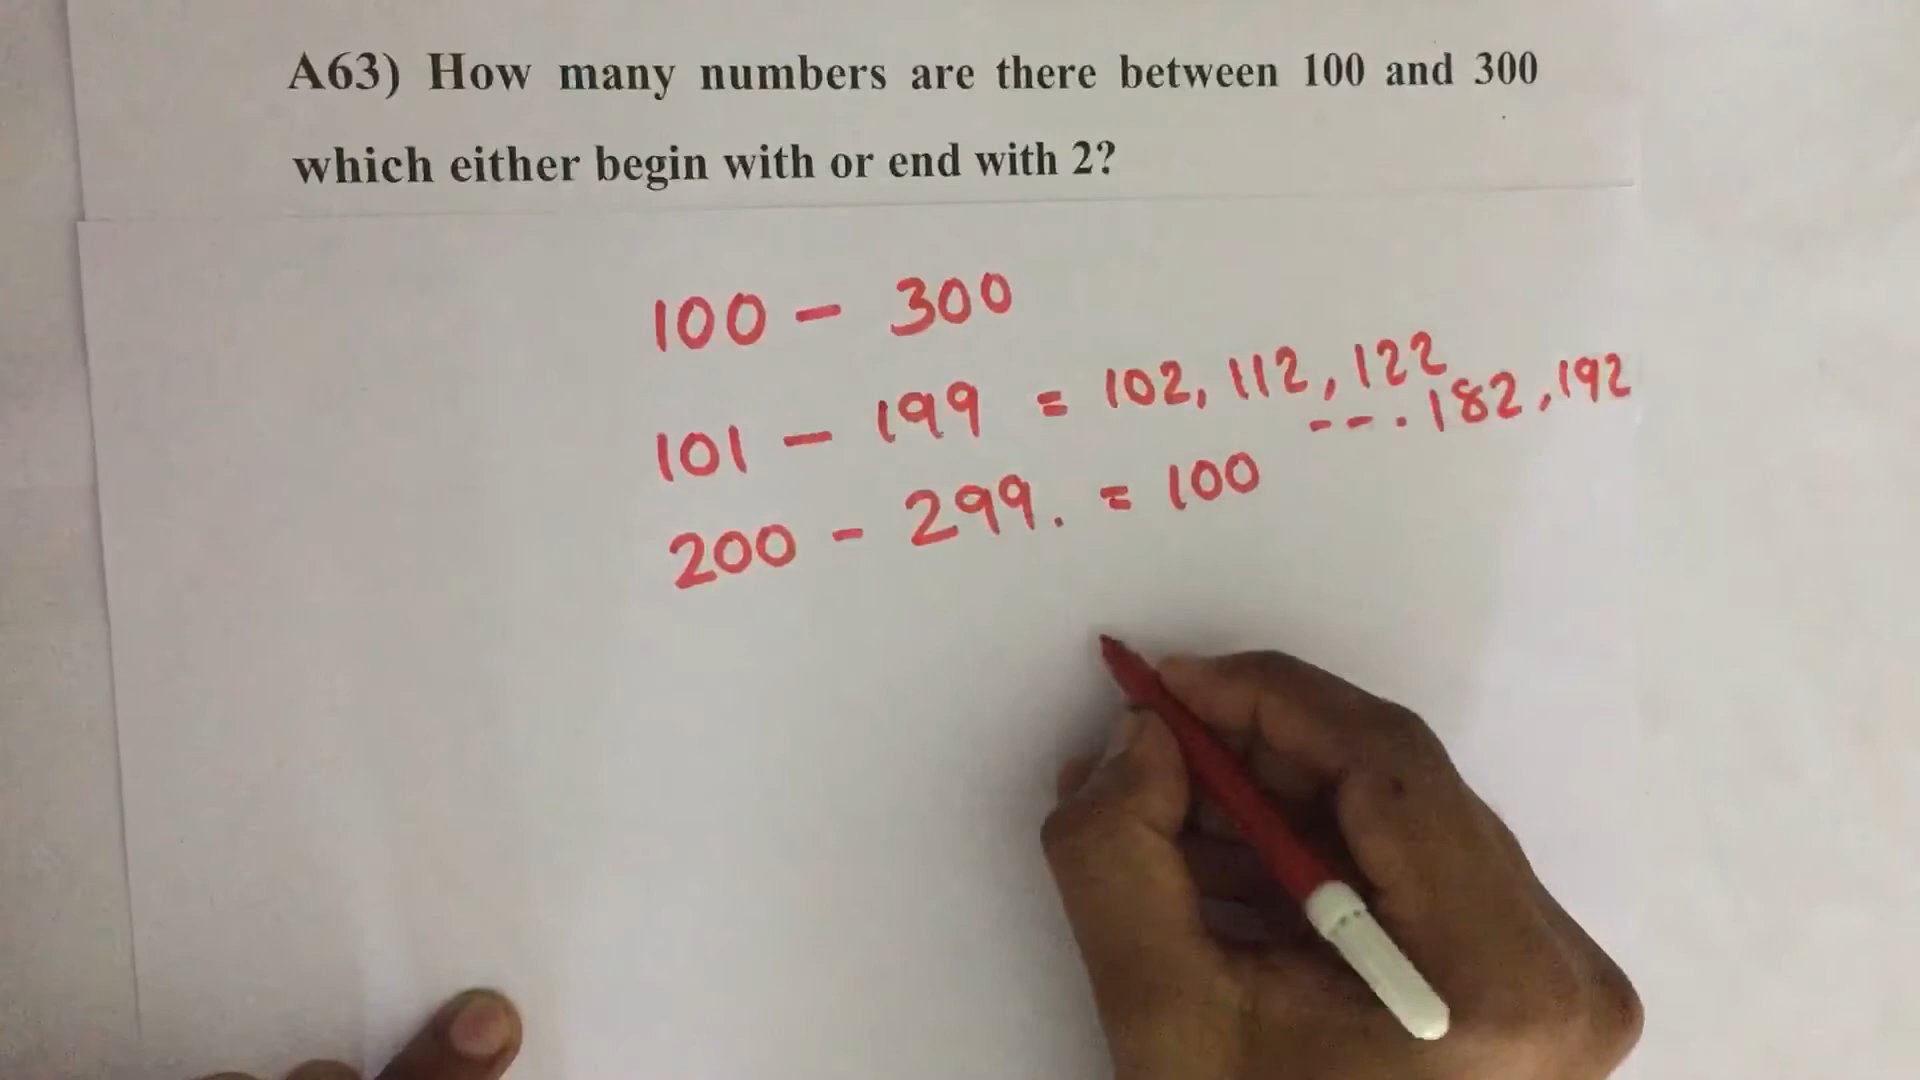 A63) How many numbers are there between 100 and 300
which either begin with or end with 2?
100 - 300
101 - 199 = 102, 112, 122
--. 182, 192
200 - 299. = 100